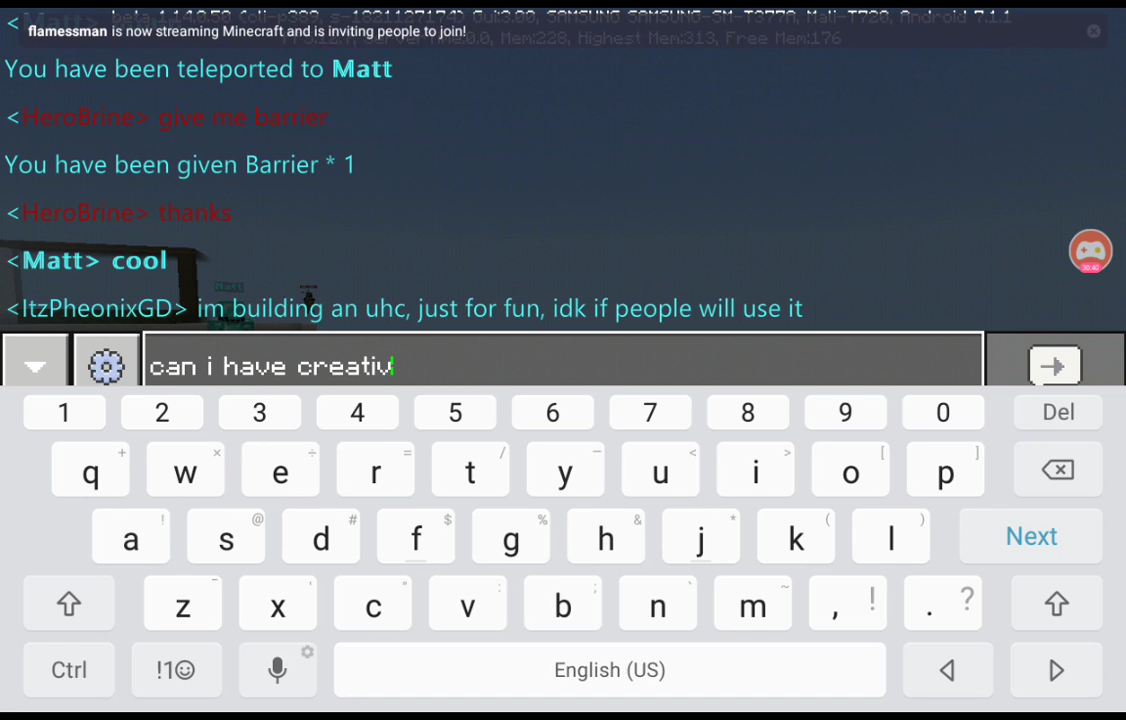 flamessman is now streaming Minecraft and is inviting people to join!
You have been teleported to Matt
<HeroBrine> give me barrier
You have been given Barrier * 1
<HeroBrine> thanks
<Matt> cool
Matt
<ItzPheonixGD> im building an uhc, just for fun, idk if people will use it
can i have creativ
1 2 3 4 5 6 7 8 9 0 Del
q + w × e ÷ r = t / y − u < i > o [ p ]
a ! s @ d # f $ g % h & j * k ( l ) Next
z - x ' c " v : b ; n m ~ , ! . ?
Ctrl !1☺ English (US)